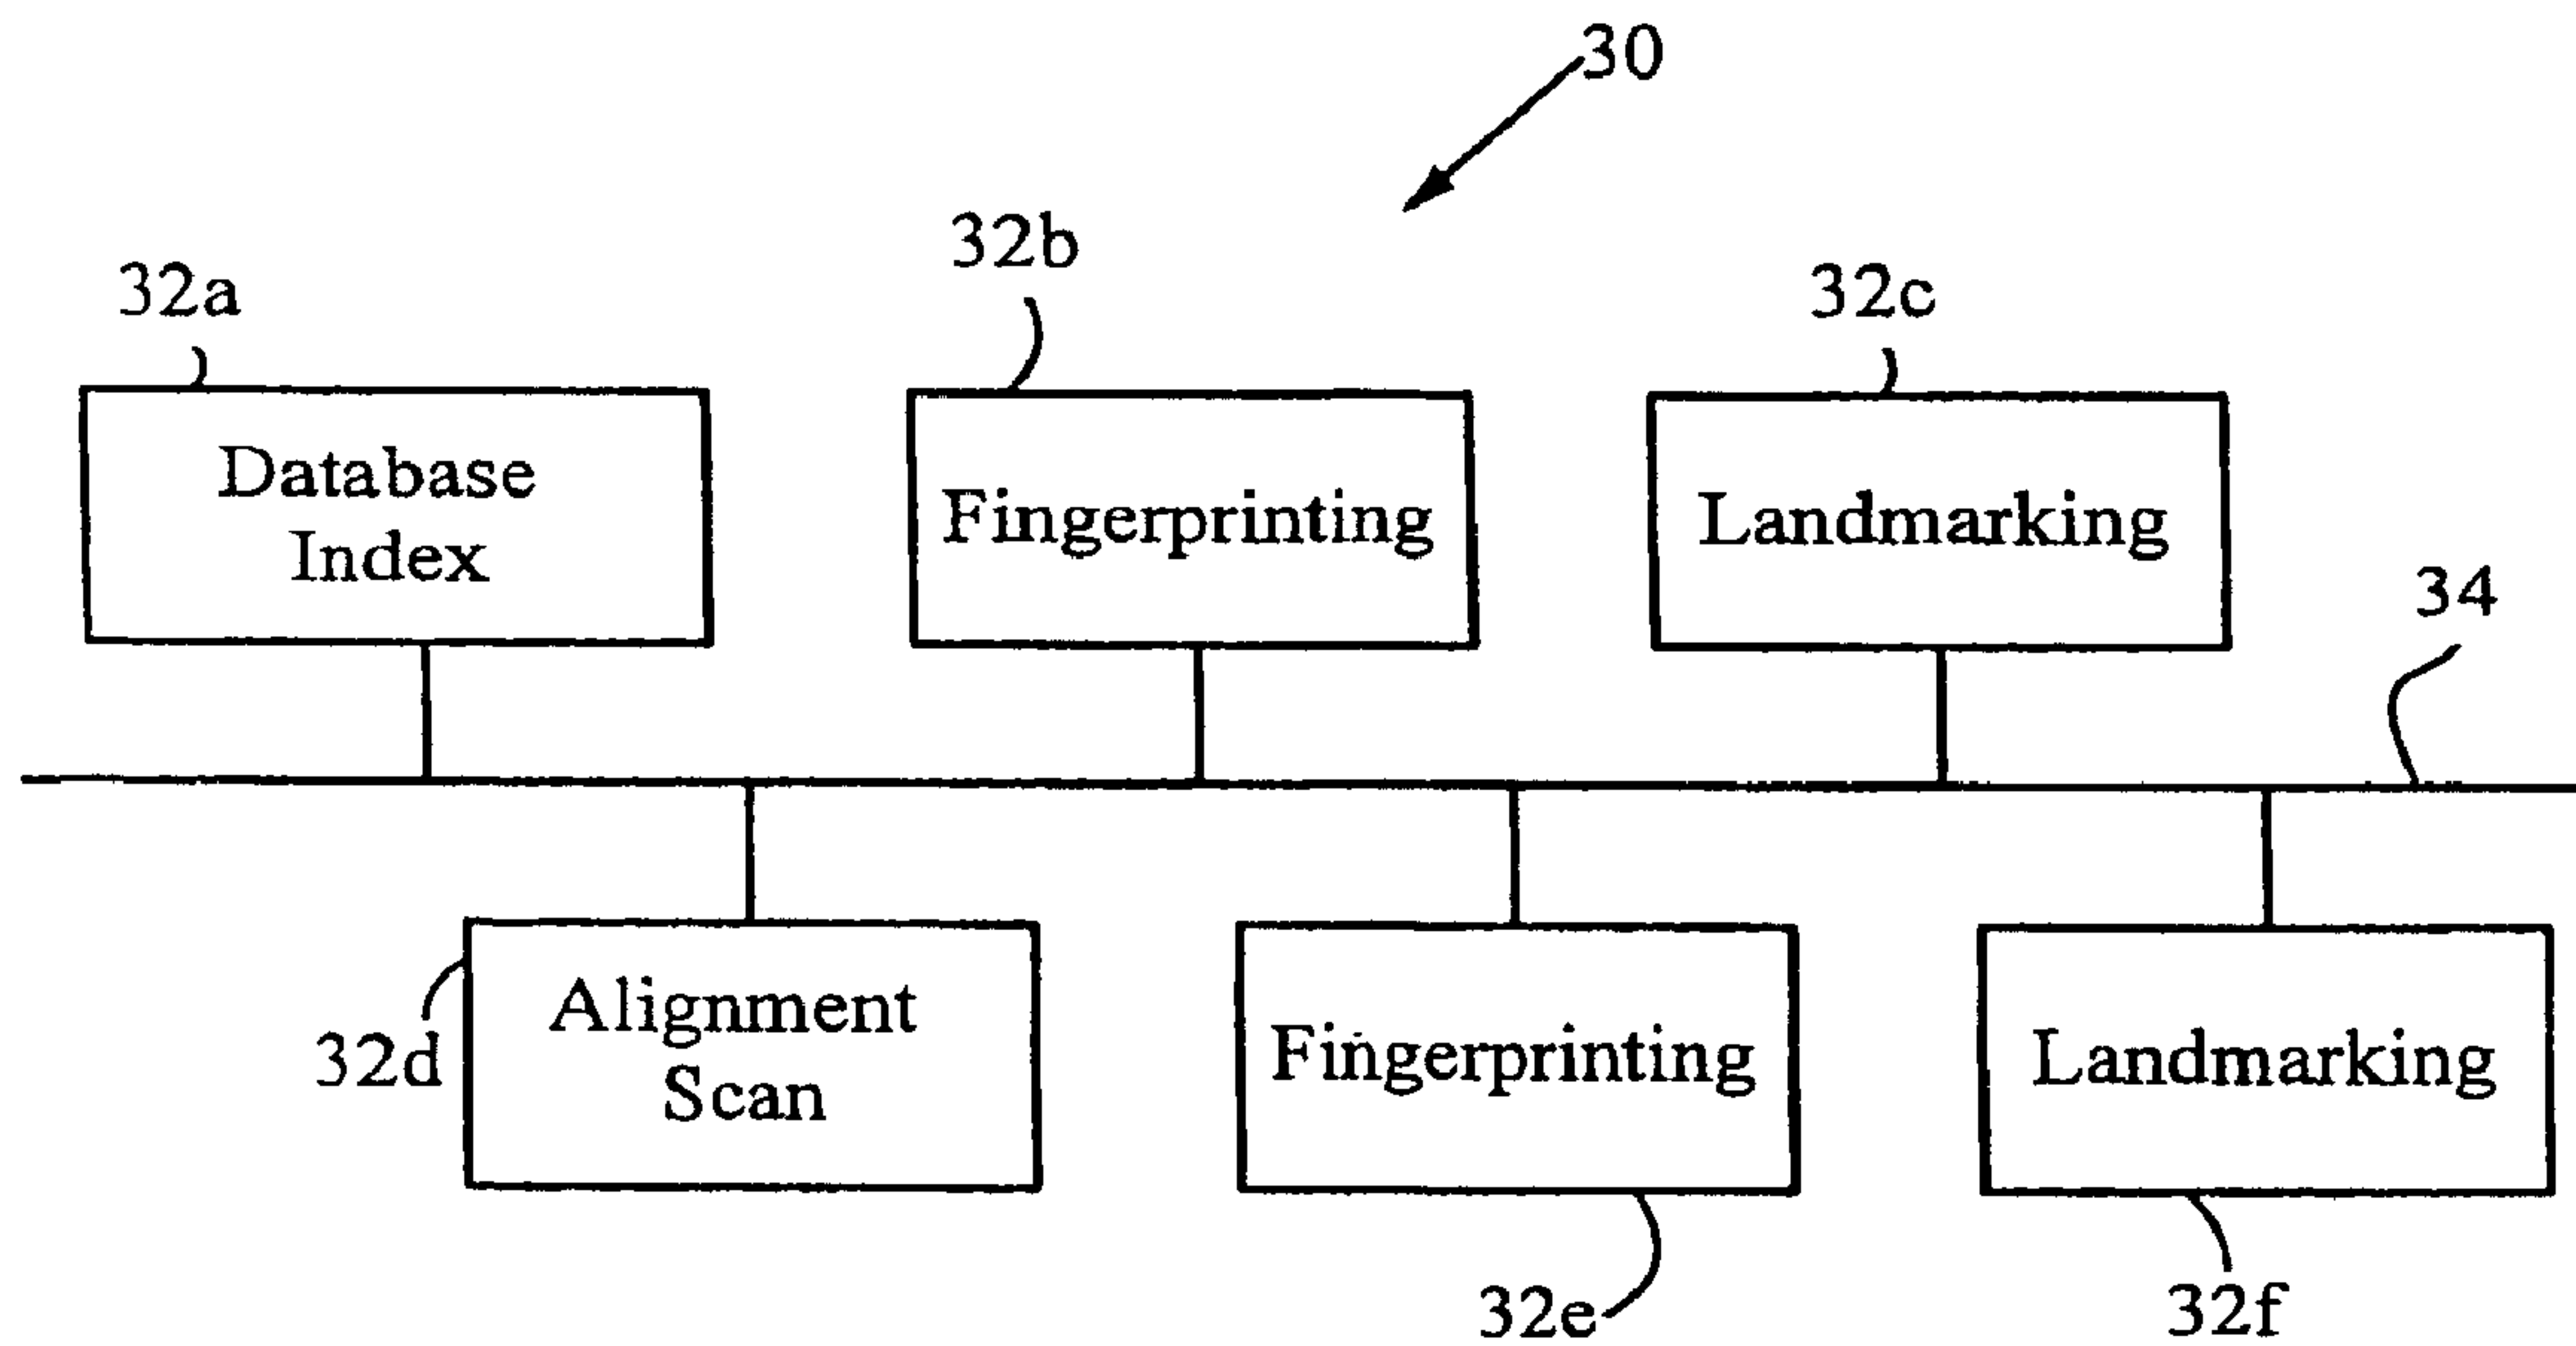 30
32b
32a
32c
Database
Index
Fingerprinting
Landmarking
34
Alignment
Scan
32d
Fingerprinting
Landmarking
32e
32f